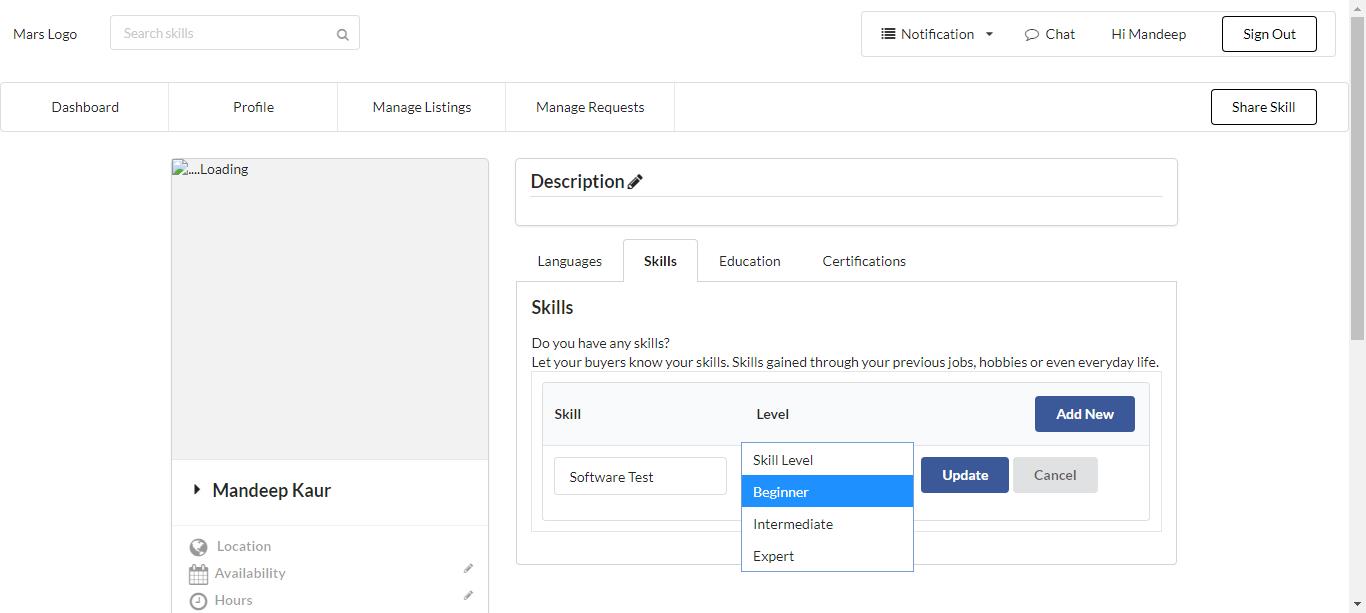 Mars Logo
Search skills
Notification
Chat
Hi Mandeep
Sign Out
Dashboard
Profile
Manage Listings
Manage Requests
Share Skill
....Loading
Mandeep Kaur
Location
Availability
Hours
Description
Languages
Skills
Education
Certifications
Skills
Do you have any skills?
Let your buyers know your skills. Skills gained through your previous jobs, hobbies or even everyday life.
Skill
Level
Add New
Software Test
Skill Level
Beginner
Intermediate
Expert
Update
Cancel